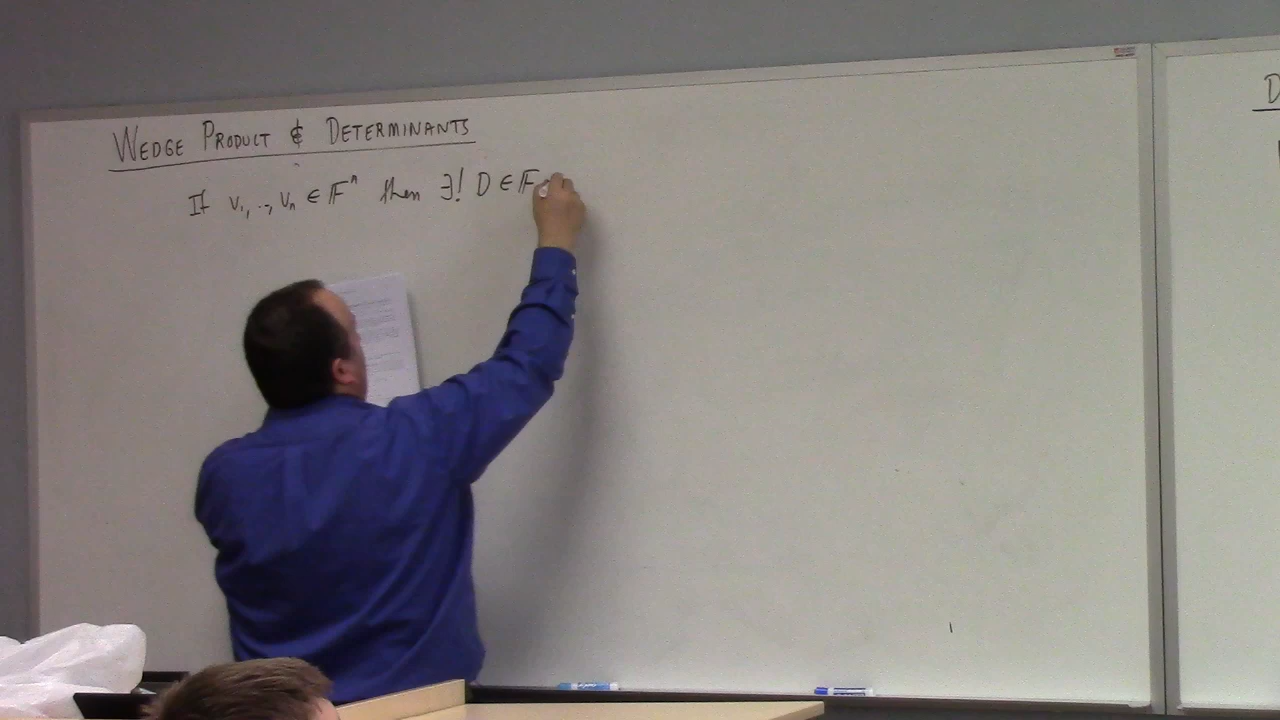 WEDGE PRODUCT & DETERMINANTS
If v₁, .., vₙ ∈ 𝔽ⁿ then ∃! D ∈ 𝔽
D